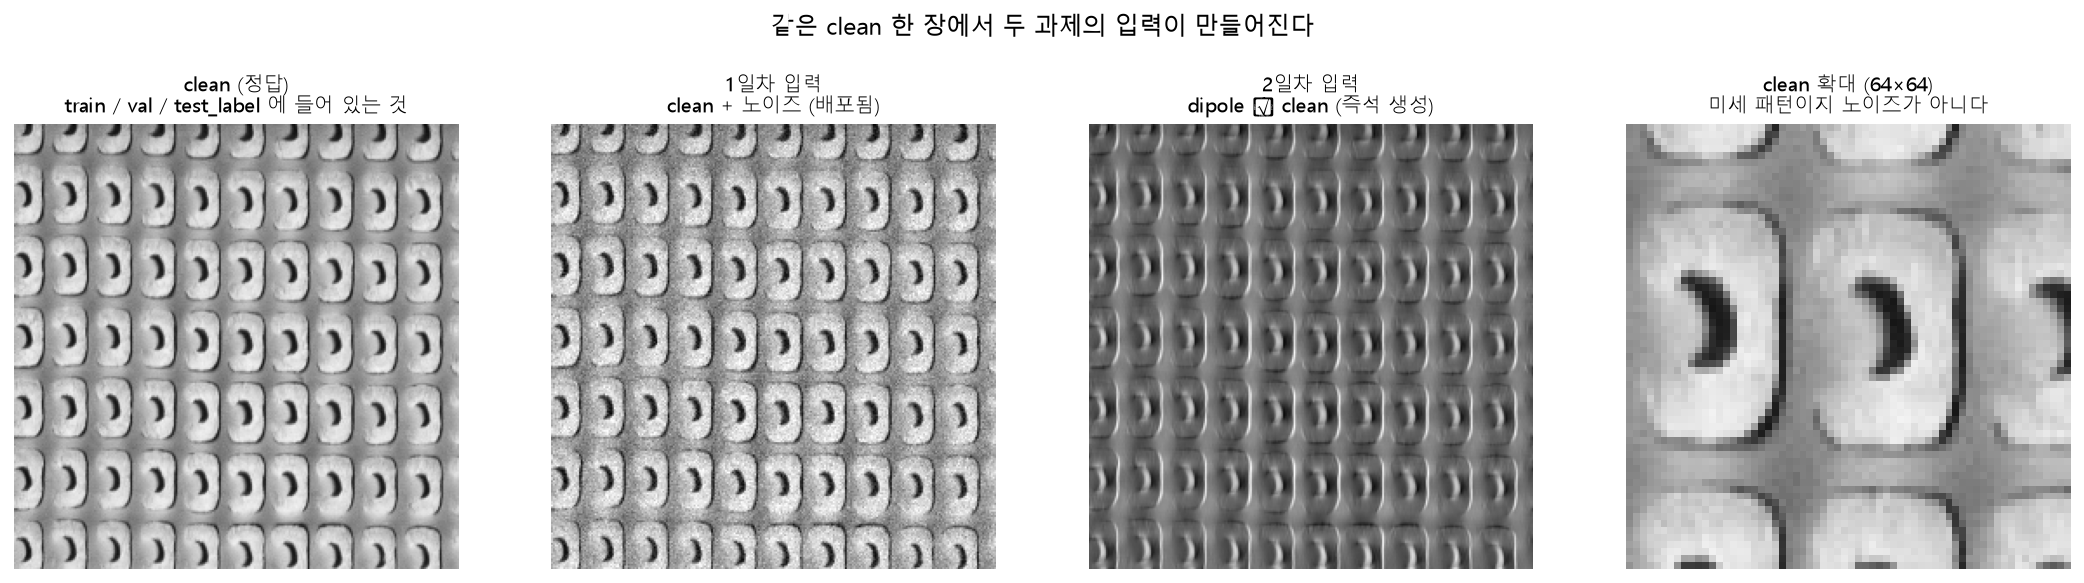 같은 clean 한 장에서 두 과제의 입력이 만들어진다
clean (정답)
train / val / test_label 에 들어 있는 것
1일차 입력
clean + 노이즈 (배포됨)
2일차 입력
dipole ☑ clean (즉석 생성)
clean 확대 (64×64)
미세 패턴이지 노이즈가 아니다